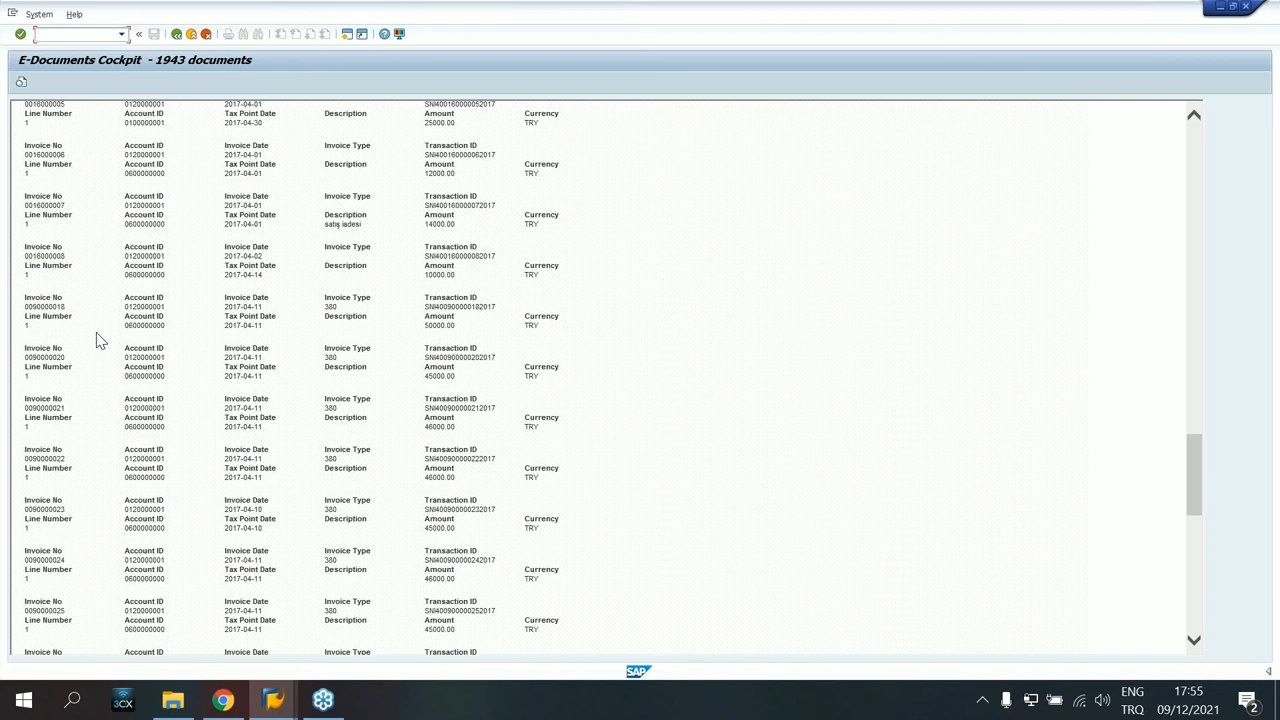 System Help
E-Documents Cockpit - 1943 documents
0016000005 0120000001 2017-04-01 SNI400160000052017
Line Number Account ID Tax Point Date Description Amount Currency
1 0100000001 2017-04-30 25000.00 TRY
Invoice No Account ID Invoice Date Invoice Type Transaction ID
0016000006 0120000001 2017-04-01 SNI400160000062017
Line Number Account ID Tax Point Date Description Amount Currency
1 0600000000 2017-04-01 12000.00 TRY
Invoice No Account ID Invoice Date Invoice Type Transaction ID
0016000007 0120000001 2017-04-01 SNI400160000072017
Line Number Account ID Tax Point Date Description Amount Currency
1 0600000000 2017-04-01 satış iadesi 14000.00 TRY
Invoice No Account ID Invoice Date Invoice Type Transaction ID
0016000008 0120000001 2017-04-02 SNI400160000082017
Line Number Account ID Tax Point Date Description Amount Currency
1 0600000000 2017-04-14 10000.00 TRY
Invoice No Account ID Invoice Date Invoice Type Transaction ID
0090000018 0120000001 2017-04-11 380 SNI400900000182017
Line Number Account ID Tax Point Date Description Amount Currency
1 0600000000 2017-04-11 50000.00 TRY
Invoice No Account ID Invoice Date Invoice Type Transaction ID
0090000020 0120000001 2017-04-11 380 SNI400900000202017
Line Number Account ID Tax Point Date Description Amount Currency
1 0600000000 2017-04-11 45000.00 TRY
Invoice No Account ID Invoice Date Invoice Type Transaction ID
0090000021 0120000001 2017-04-11 380 SNI400900000212017
Line Number Account ID Tax Point Date Description Amount Currency
1 0600000000 2017-04-11 46000.00 TRY
Invoice No Account ID Invoice Date Invoice Type Transaction ID
0090000022 0120000001 2017-04-11 380 SNI400900000222017
Line Number Account ID Tax Point Date Description Amount Currency
1 0600000000 2017-04-11 46000.00 TRY
Invoice No Account ID Invoice Date Invoice Type Transaction ID
0090000023 0120000001 2017-04-10 380 SNI400900000232017
Line Number Account ID Tax Point Date Description Amount Currency
1 0600000000 2017-04-10 45000.00 TRY
Invoice No Account ID Invoice Date Invoice Type Transaction ID
0090000024 0120000001 2017-04-11 380 SNI400900000242017
Line Number Account ID Tax Point Date Description Amount Currency
1 0600000000 2017-04-11 46000.00 TRY
Invoice No Account ID Invoice Date Invoice Type Transaction ID
0090000025 0120000001 2017-04-11 380 SNI400900000252017
Line Number Account ID Tax Point Date Description Amount Currency
1 0600000000 2017-04-11 45000.00 TRY
Invoice No Account ID Invoice Date Invoice Type Transaction ID
SAP
3CX
ENG 17:55
TRQ 09/12/2021
2